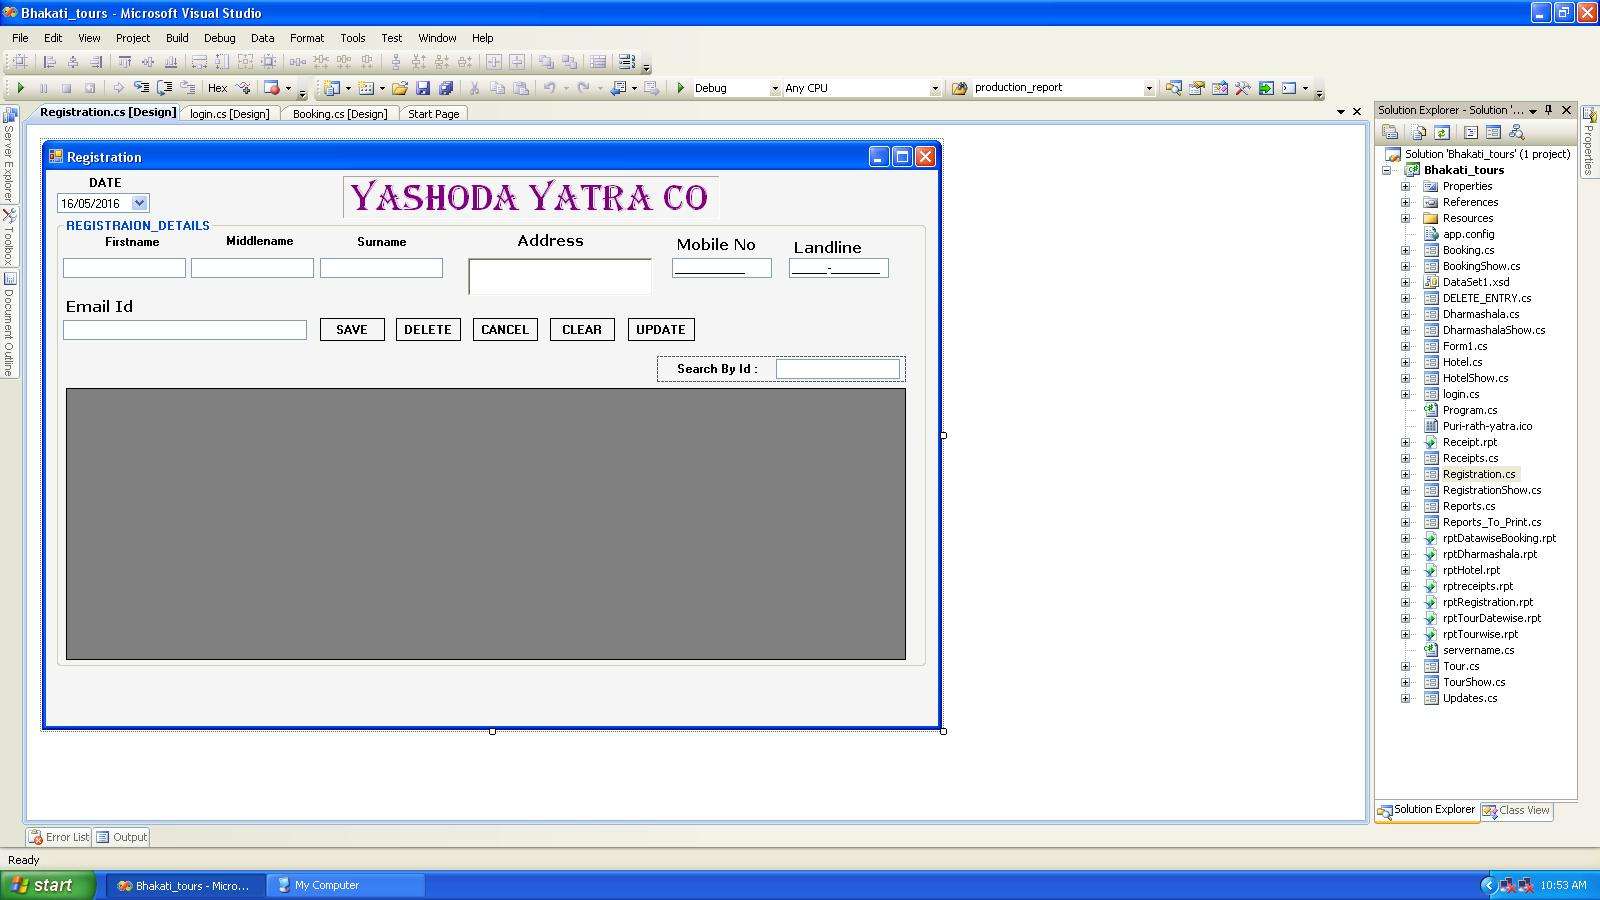 Bhakati_tours - Microsoft Visual Studio
File Edit View Project Build Debug Data Format Tools Test Window Help
Hex Debug Any CPU production_report
Registration.cs [Design] login.cs [Design] Booking.cs [Design] Start Page
Server Explorer
Toolbox
Document Outline
Registration
DATE
16/05/2016
YASHODA YATRA CO
REGISTRAION_DETAILS
Firstname Middlename Surname Address Mobile No Landline
Email Id
SAVE DELETE CANCEL CLEAR UPDATE
Search By Id :
Solution Explorer - Solution '...
Properties
Solution 'Bhakati_tours' (1 project)
Bhakati_tours
Properties
References
Resources
app.config
Booking.cs
BookingShow.cs
DataSet1.xsd
DELETE_ENTRY.cs
Dharmashala.cs
DharmashalaShow.cs
Form1.cs
Hotel.cs
HotelShow.cs
login.cs
Program.cs
Puri-rath-yatra.ico
Receipt.rpt
Receipts.cs
Registration.cs
RegistrationShow.cs
Reports.cs
Reports_To_Print.cs
rptDatawiseBooking.rpt
rptDharmashala.rpt
rptHotel.rpt
rptreceipts.rpt
rptRegistration.rpt
rptTourDatewise.rpt
rptTourwise.rpt
servername.cs
Tour.cs
TourShow.cs
Updates.cs
Solution Explorer Class View
Error List Output
Ready
start Bhakati_tours - Micro... My Computer 10:53 AM